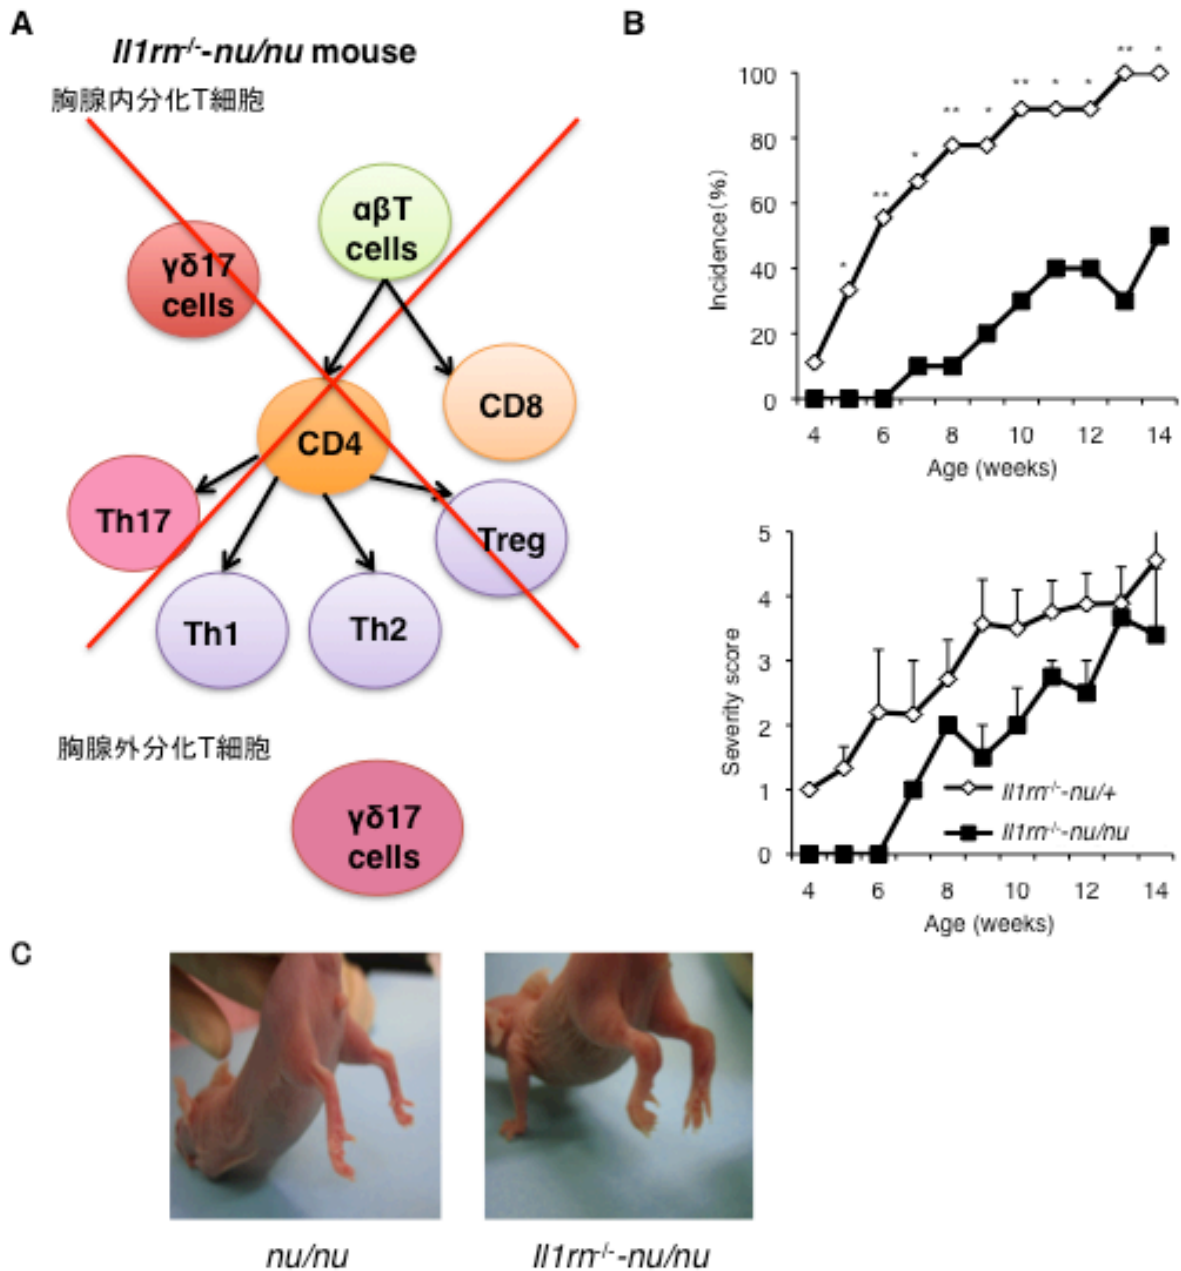 A
Il1rn-/--nu/nu mouse
胸腺内分化T細胞
αβT
cells
γδ17
cells
CD4
CD8
Th17
Treg
Th1
Th2
胸腺外分化T細胞
γδ17
cells
B
**
*
**
*
*
**
*
**
*
*
100
80
60
40
20
0
Incidence(%)
4
6
8
10
12
14
Age (weeks)
5
4
3
2
1
0
Severity score
Il1rn-/--nu/+
Il1rn-/--nu/nu
4
6
8
10
12
14
Age (weeks)
C
nu/nu
Il1rn-/--nu/nu